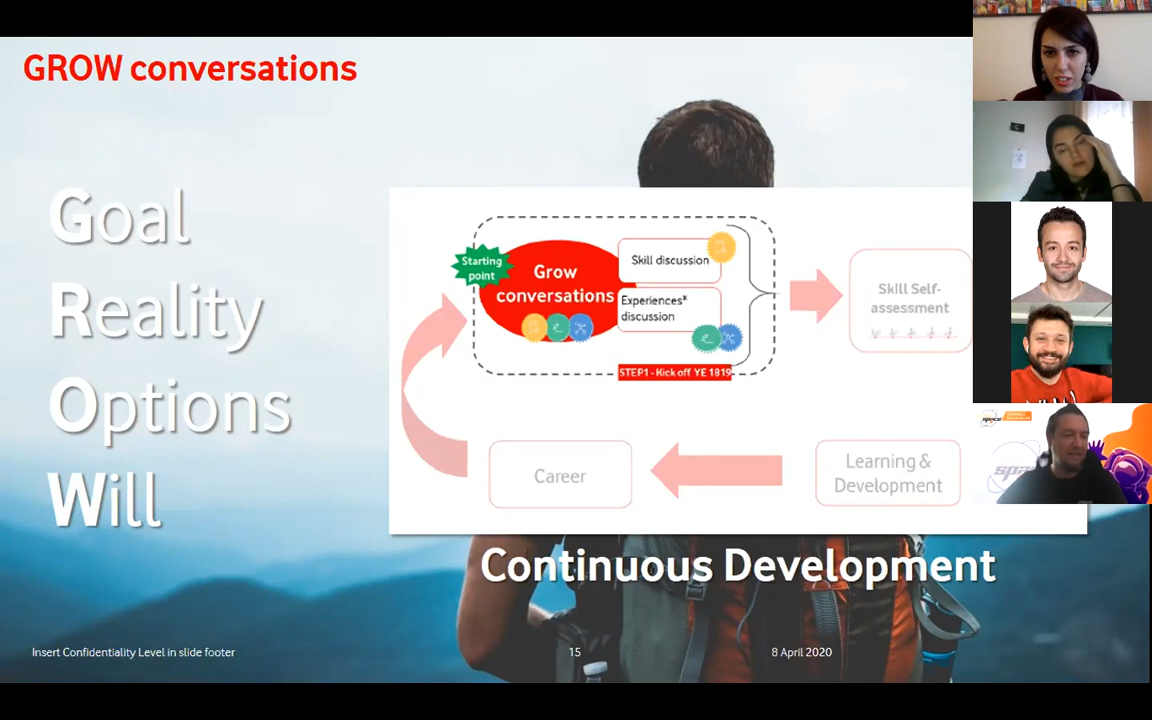 GROW conversations
Goal
Reality
Options
Will
Starting
point
Grow
conversations
Skill discussion
Experiences*
discussion
STEP1 - Kick off YE 1819
Skill Self-
assessment
Career
Learning &
Development
Continuous Development
Insert Confidentiality Level in slide footer
15
8 April 2020